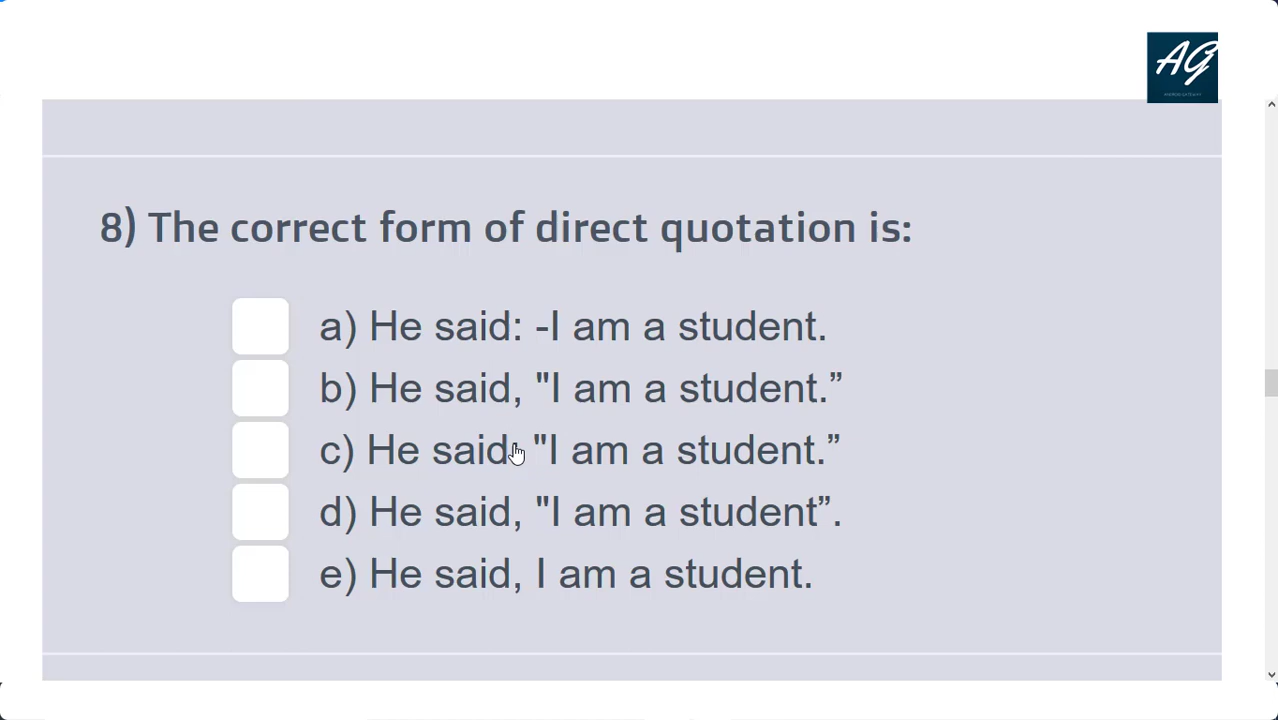 AG
8) The correct form of direct quotation is:
a) He said: -I am a student.
b) He said, "I am a student.”
c) He said "I am a student.”
d) He said, "I am a student”.
e) He said, I am a student.